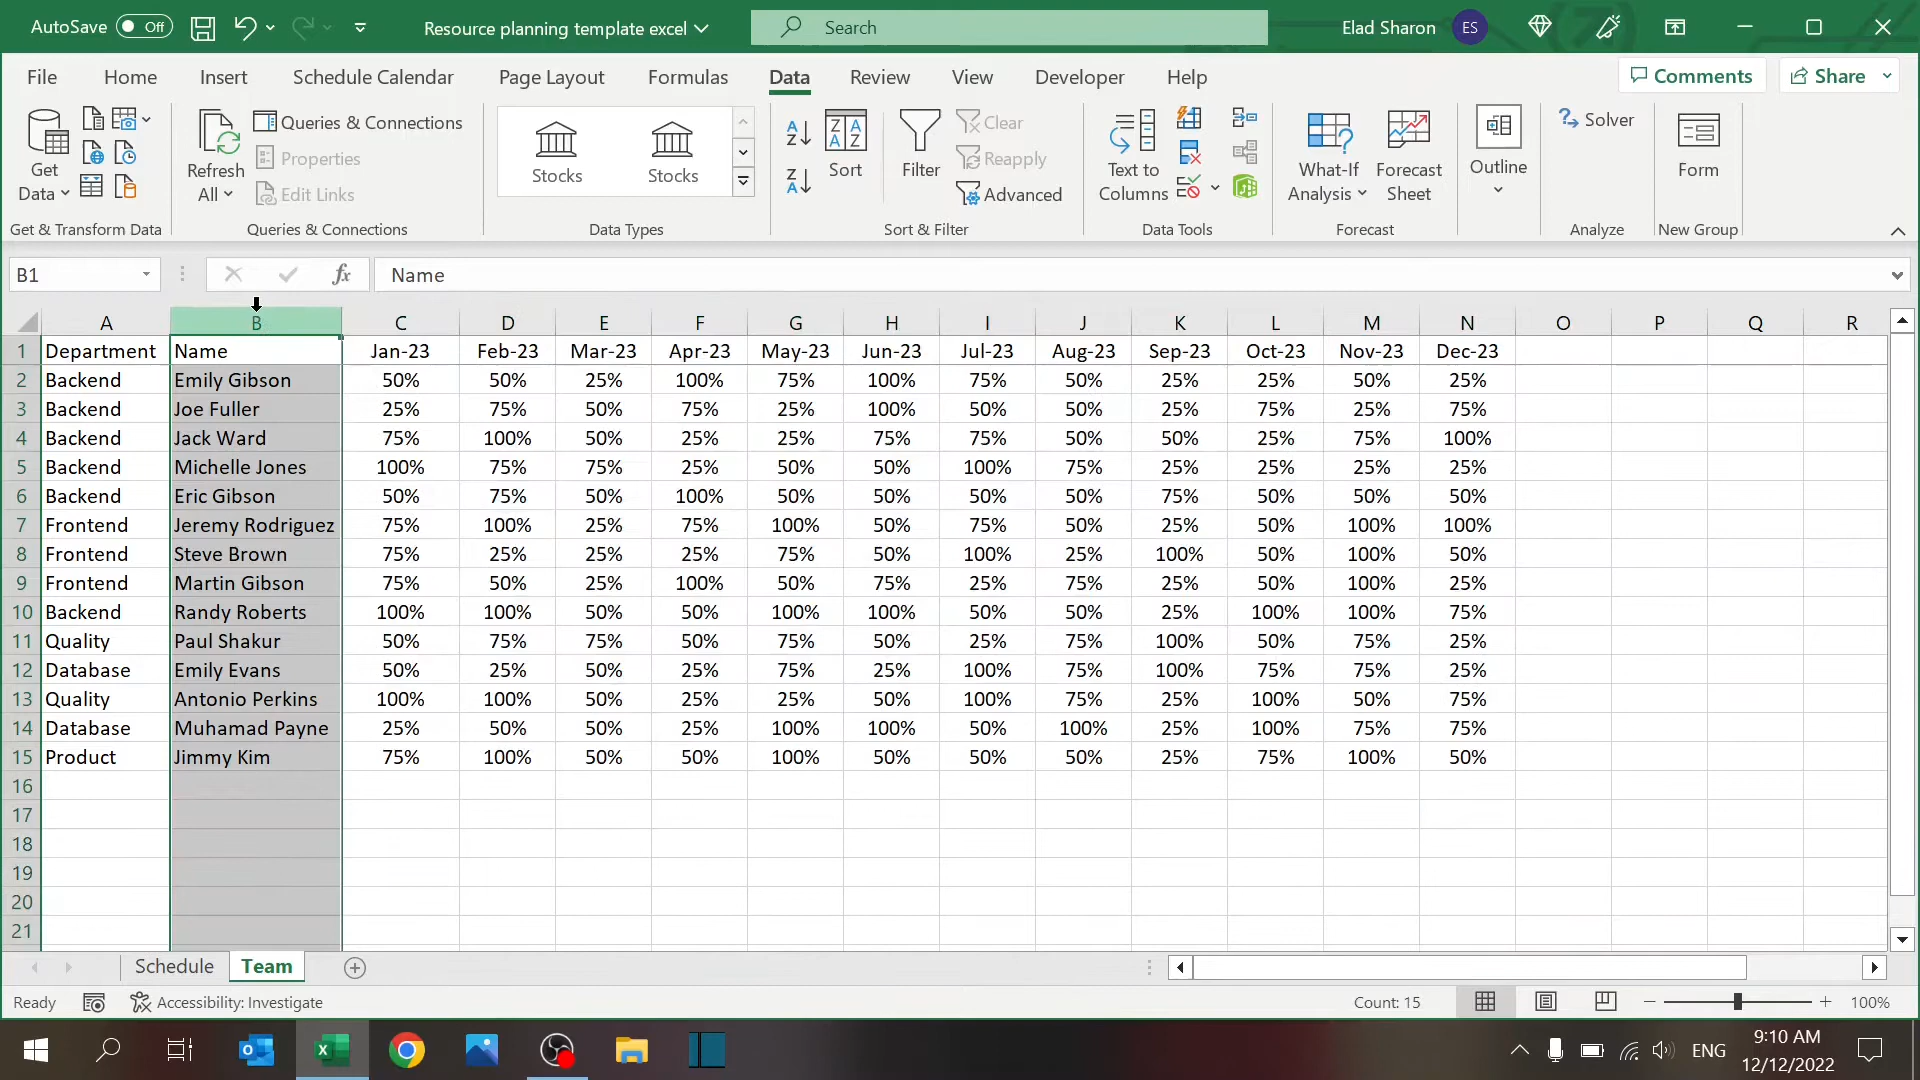 AutoSave Off Resource planning template excel Search Elad Sharon ES
File Home Insert Schedule Calendar Page Layout Formulas Data Review View Developer Help Comments Share
Get Data Refresh All Queries & Connections Properties Edit Links Stocks Stocks Sort Filter Clear Reapply Advanced Text to Columns What-If Analysis Forecast Sheet Outline Solver Form
Get & Transform Data Queries & Connections Data Types Sort & Filter Data Tools Forecast Analyze New Group
B1 fx Name
A B C D E F G H I J K L M N O P Q R
1 Department Name Jan-23 Feb-23 Mar-23 Apr-23 May-23 Jun-23 Jul-23 Aug-23 Sep-23 Oct-23 Nov-23 Dec-23
2 Backend Emily Gibson 50% 50% 25% 100% 75% 100% 75% 50% 25% 25% 50% 25%
3 Backend Joe Fuller 25% 75% 50% 75% 25% 100% 50% 50% 25% 75% 25% 75%
4 Backend Jack Ward 75% 100% 50% 25% 25% 75% 75% 50% 50% 25% 75% 100%
5 Backend Michelle Jones 100% 75% 75% 25% 50% 50% 100% 75% 25% 25% 25% 25%
6 Backend Eric Gibson 50% 75% 50% 100% 50% 50% 50% 50% 75% 50% 50% 50%
7 Frontend Jeremy Rodriguez 75% 100% 25% 75% 100% 50% 75% 50% 25% 50% 100% 100%
8 Frontend Steve Brown 75% 25% 25% 25% 75% 50% 100% 25% 100% 50% 100% 50%
9 Frontend Martin Gibson 75% 50% 25% 100% 50% 75% 25% 75% 25% 50% 100% 25%
10 Backend Randy Roberts 100% 100% 50% 50% 100% 100% 50% 50% 25% 100% 100% 75%
11 Quality Paul Shakur 50% 75% 75% 50% 75% 50% 25% 75% 100% 50% 75% 25%
12 Database Emily Evans 50% 25% 50% 25% 75% 25% 100% 75% 100% 75% 75% 25%
13 Quality Antonio Perkins 100% 100% 50% 25% 25% 50% 100% 75% 25% 100% 50% 75%
14 Database Muhamad Payne 25% 50% 50% 25% 100% 100% 50% 100% 25% 100% 75% 75%
15 Product Jimmy Kim 75% 100% 50% 50% 100% 50% 50% 50% 25% 75% 100% 50%
16
17
18
19
20
21
Schedule Team
Ready Accessibility: Investigate Count: 15 100%
ENG 9:10 AM
12/12/2022